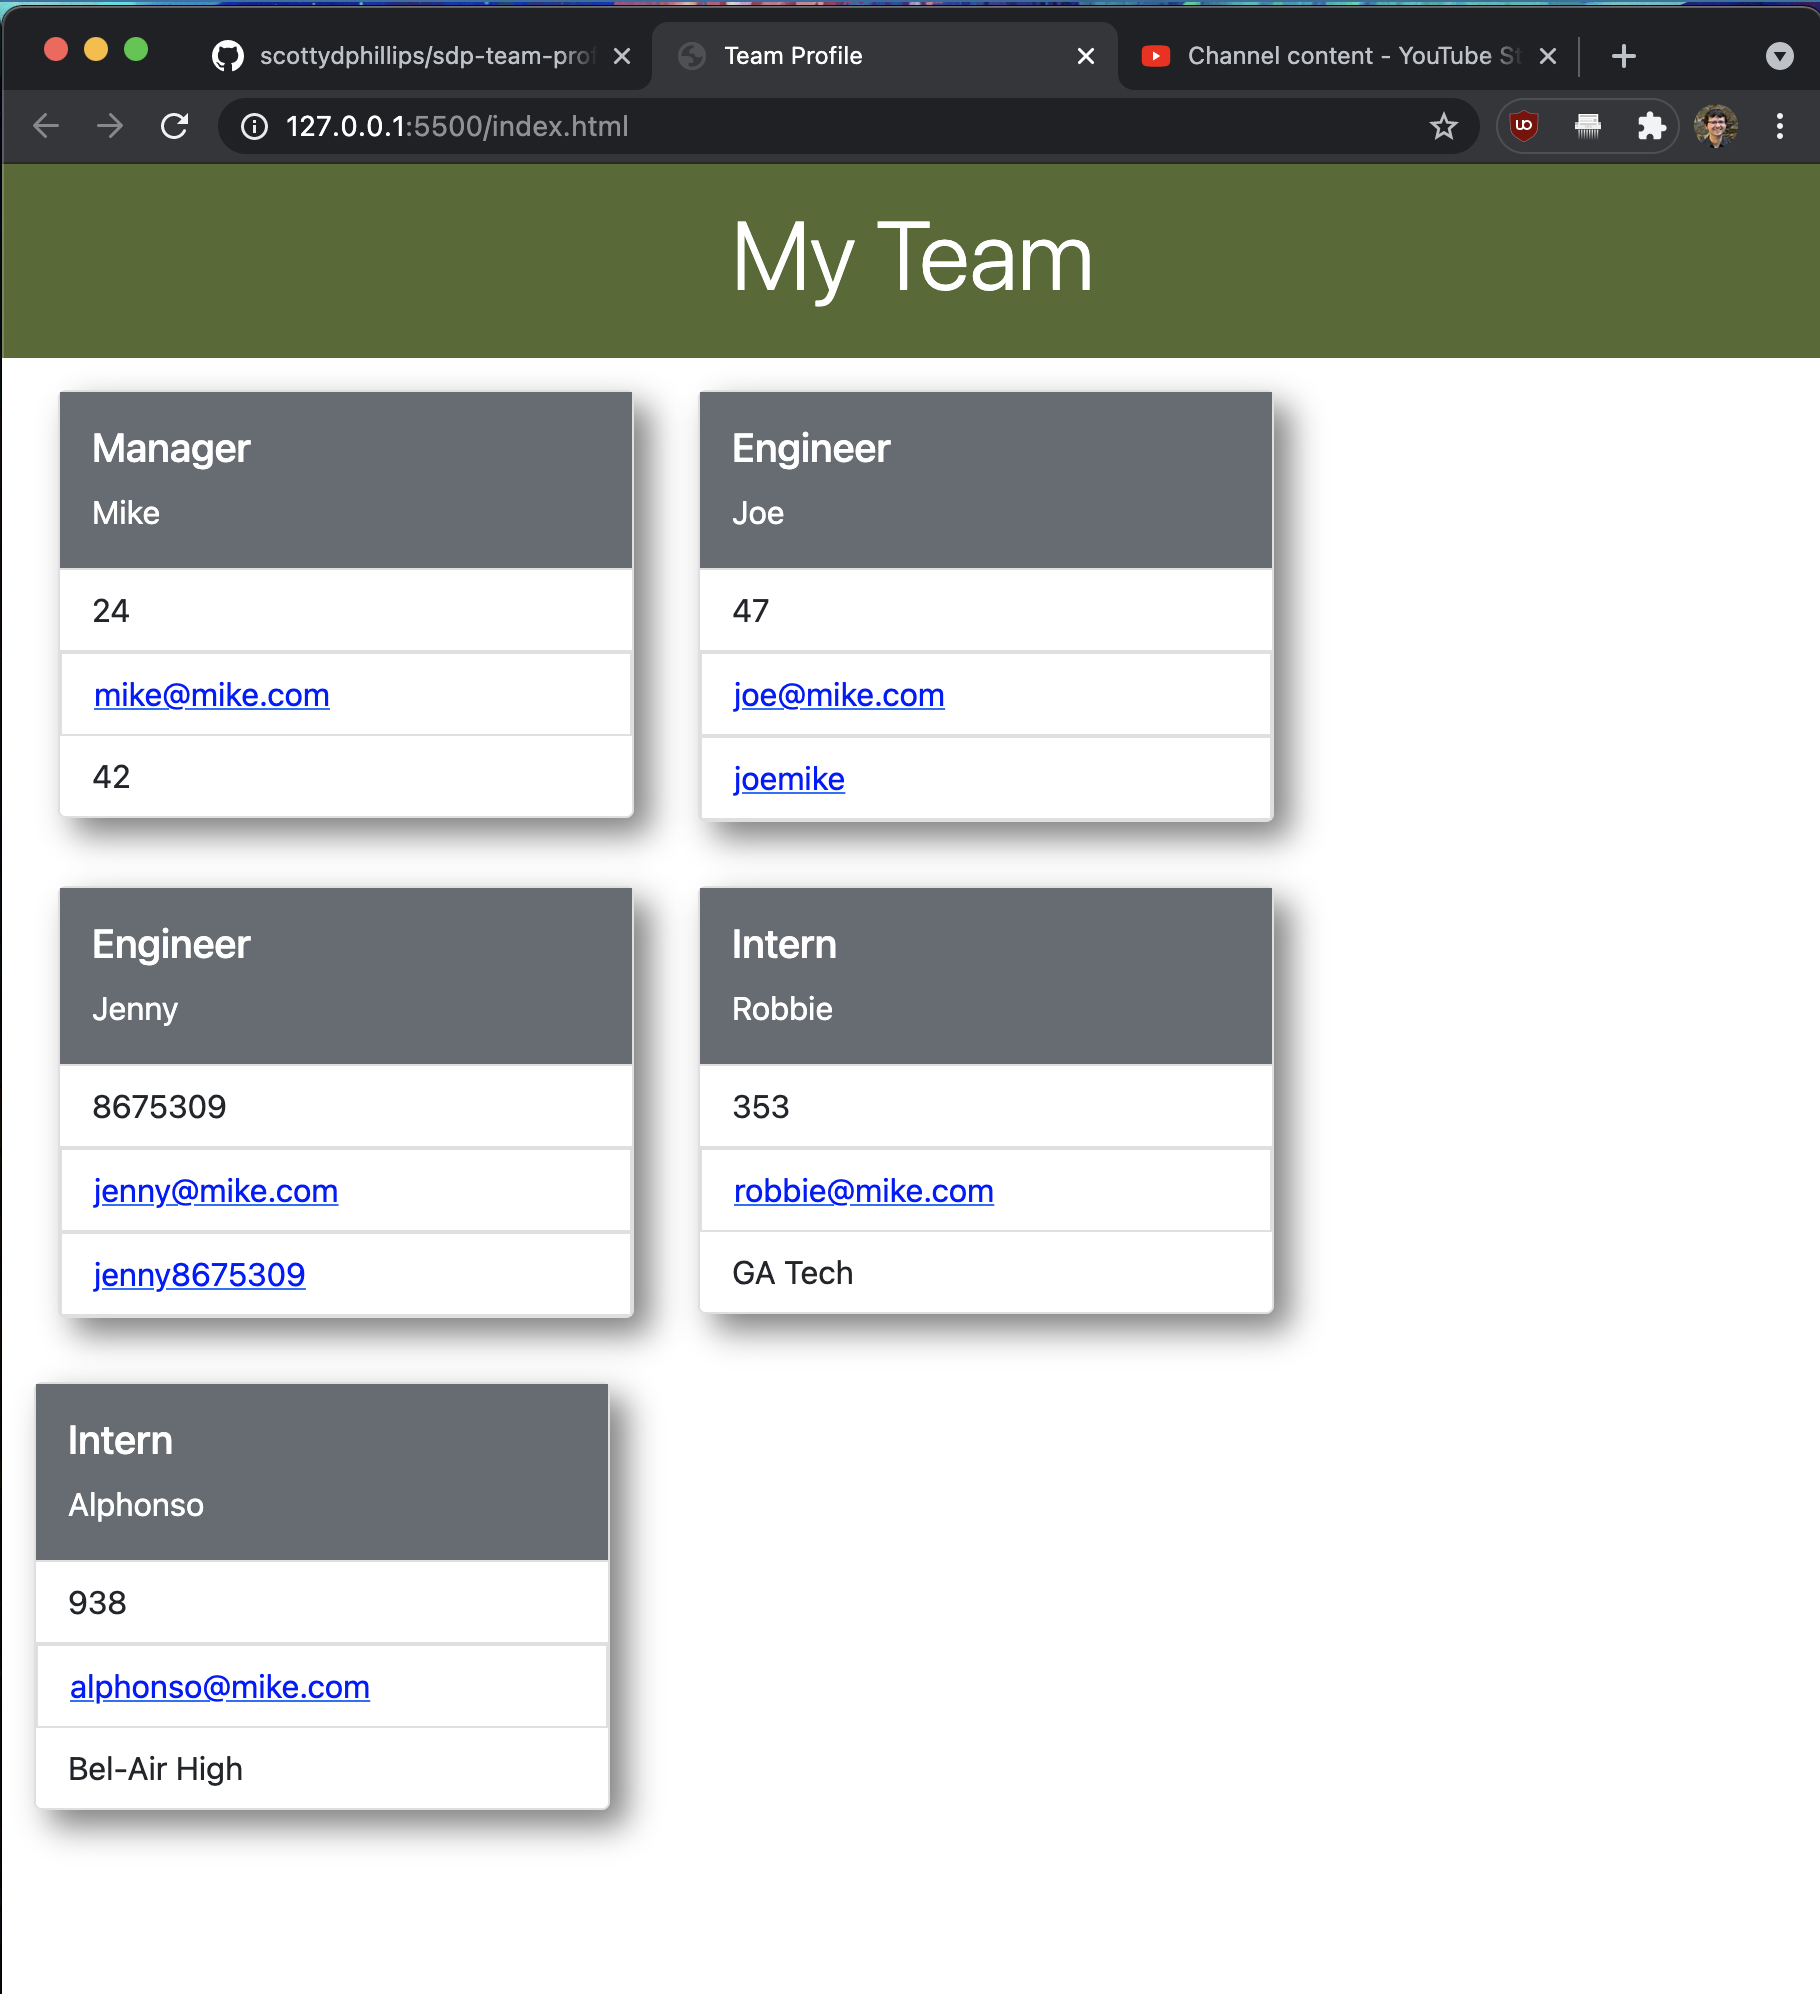 scottydphillips/sdp-team-prof
Team Profile
Channel content - YouTube St
127.0.0.1:5500/index.html
My Team
Manager
Mike
24
mike@mike.com
42
Engineer
Joe
47
joe@mike.com
joemike
Engineer
Jenny
8675309
jenny@mike.com
jenny8675309
Intern
Robbie
353
robbie@mike.com
GA Tech
Intern
Alphonso
938
alphonso@mike.com
Bel-Air High